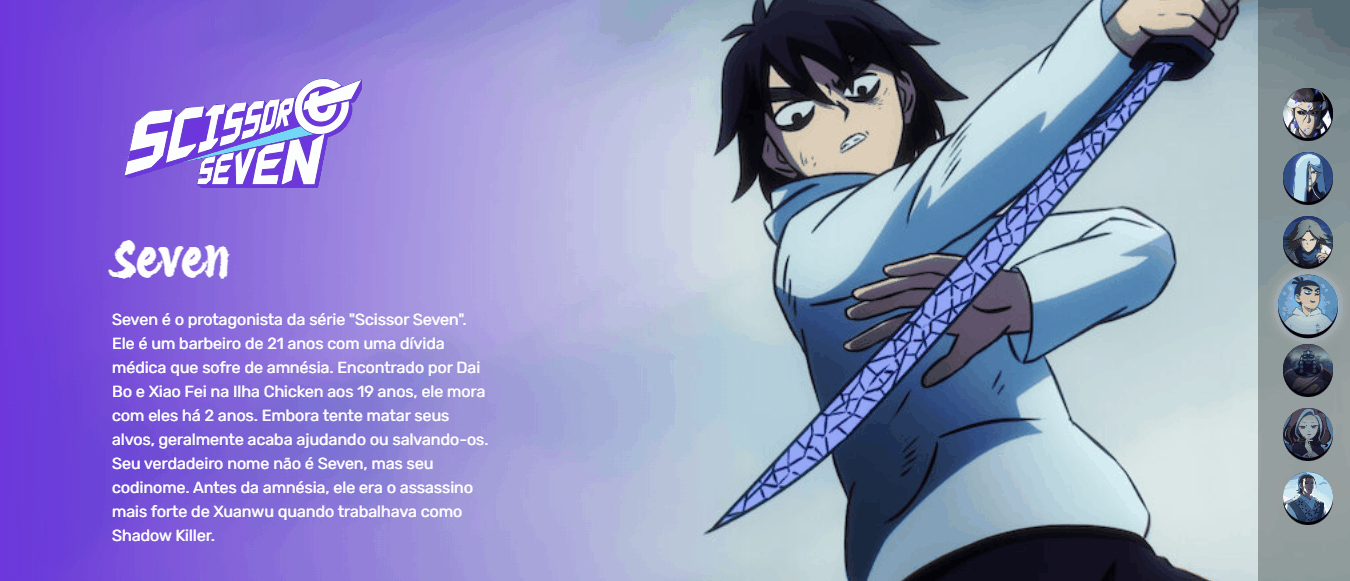 SCISSOR
SEVEN
seven
Seven é o protagonista da série "Scissor Seven".
Ele é um barbeiro de 21 anos com uma dívida
médica que sofre de amnésia. Encontrado por Dai
Bo e Xiao Fei na Ilha Chicken aos 19 anos, ele mora
com eles há 2 anos. Embora tente matar seus
alvos, geralmente acaba ajudando ou salvando-os.
Seu verdadeiro nome não é Seven, mas seu
codinome. Antes da amnésia, ele era o assassino
mais forte de Xuanwu quando trabalhava como
Shadow Killer.